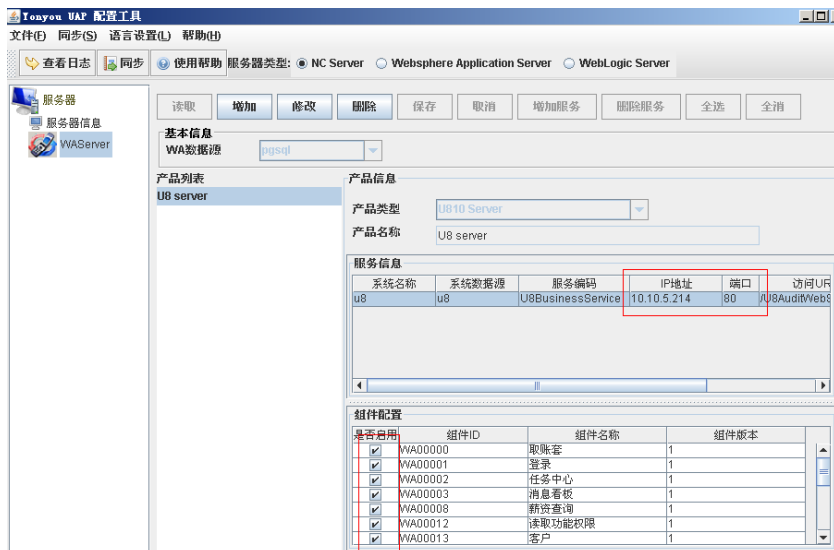 Yonyou UAP 配置工具
文件(F) 同步(S) 语言设置(L) 帮助(H)
查看日志 同步 使用帮助 服务器类型: NC Server Websphere Application Server WebLogic Server
服务器
服务器信息
WAServer
读取 增加 修改 删除 保存 取消 增加服务 删除服务 全选 全消
基本信息
WA数据源 pgsql
产品列表
U8 server
产品信息
产品类型 U810 Server
产品名称 U8 server
服务信息
系统名称 系统数据源 服务编码 IP地址 端口 访问UR
u8 u8 U8BusinessService 10.10.5.214 80 /U8AuditWebS
组件配置
是否启用 组件ID 组件名称 组件版本
WA00000 取账套 1
WA00001 登录 1
WA00002 任务中心 1
WA00003 消息看板 1
WA00008 薪资查询 1
WA00012 读取功能权限 1
WA00013 客户 1